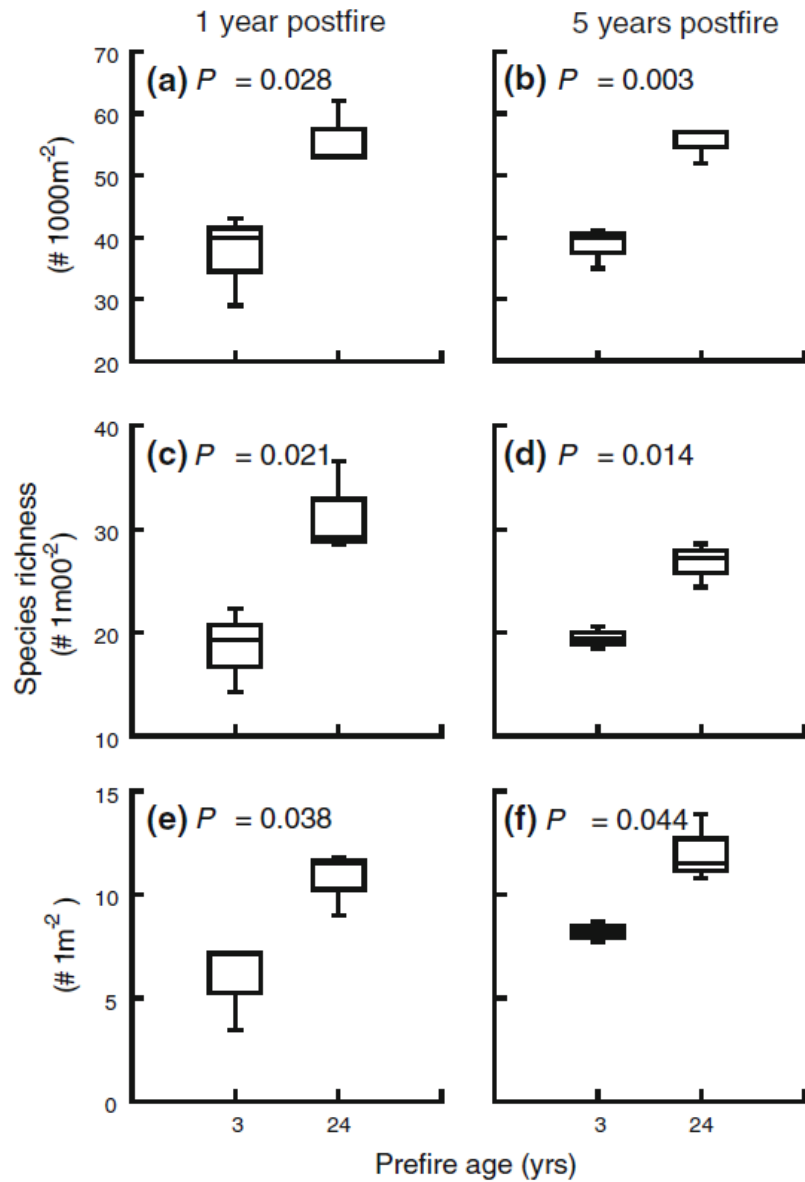 1 year postfire
5 years postfire
70
60
50
40
30
20
(# 1000m⁻²)
(a) P = 0.028
(b) P = 0.003
40
30
20
10
Species richness
(# 1m00⁻²)
(c) P = 0.021
(d) P = 0.014
15
10
5
0
(# 1m⁻²)
(e) P = 0.038
(f) P = 0.044
3
24
3
24
Prefire age (yrs)